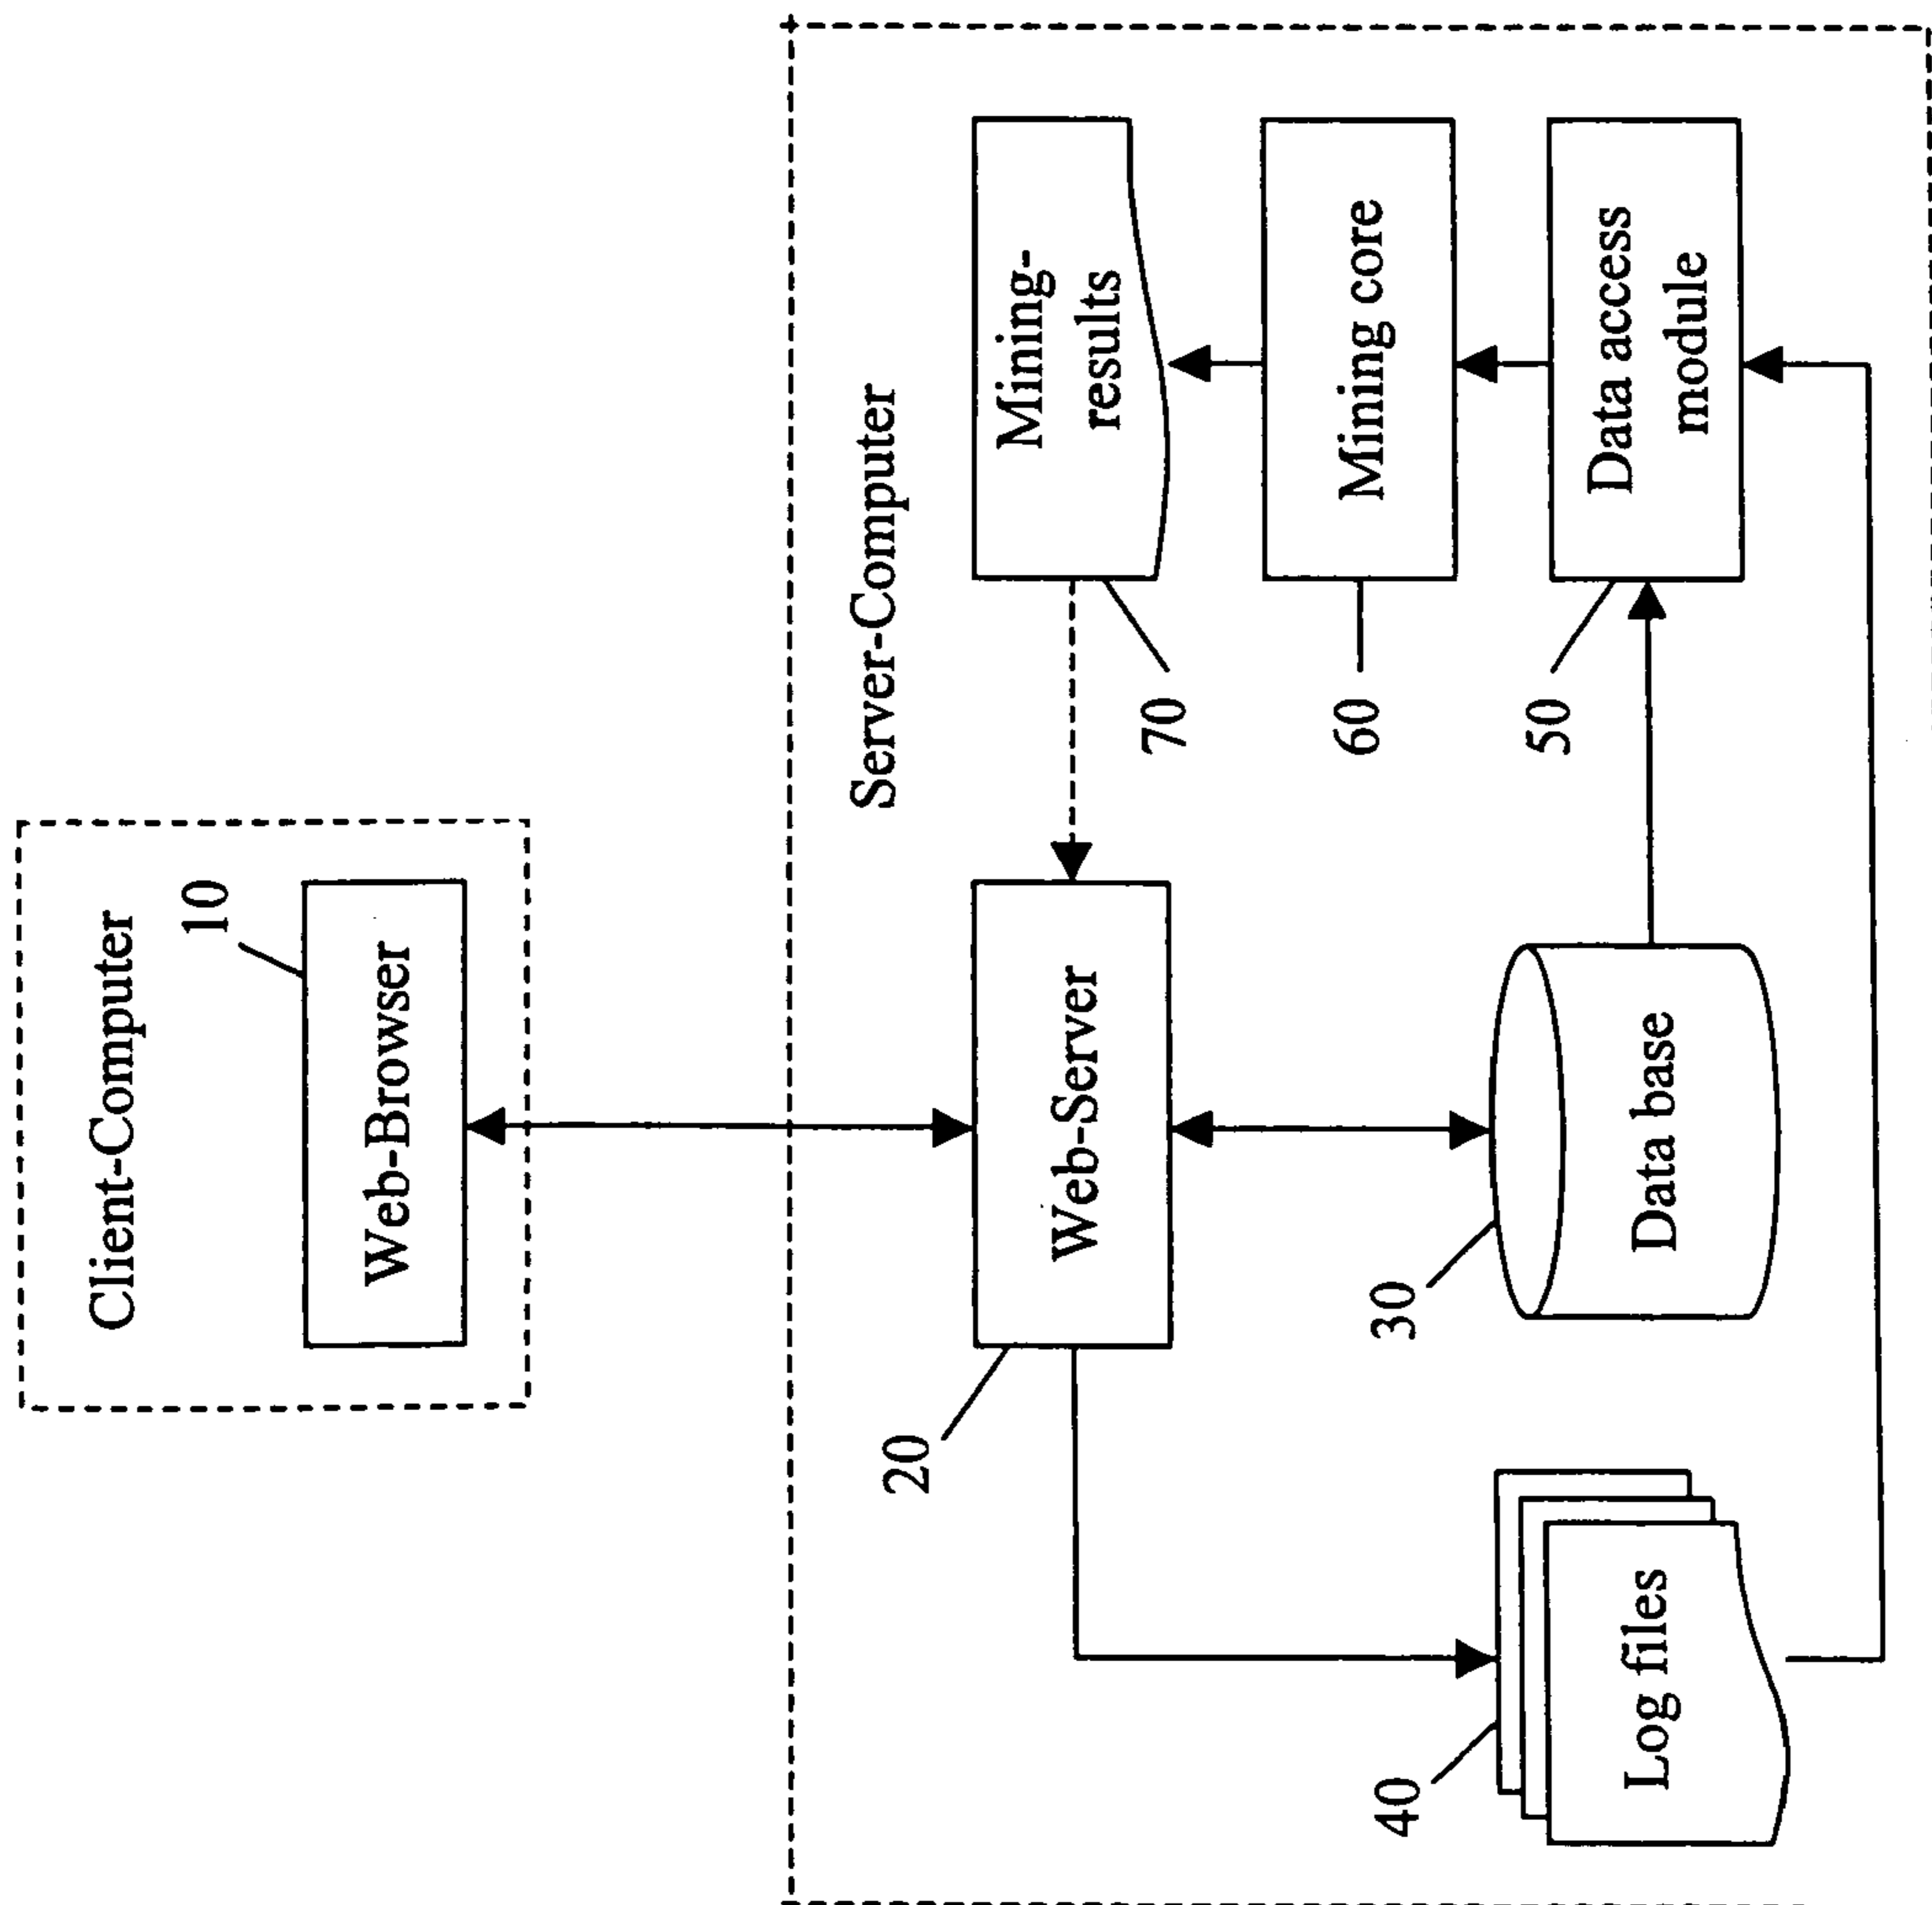 Client-Computer
10
Web-Browser
Server-Computer
20
Web-Server
Mining-
results
70
Mining core
60
40
Log files
30
Data base
50
Data access
module